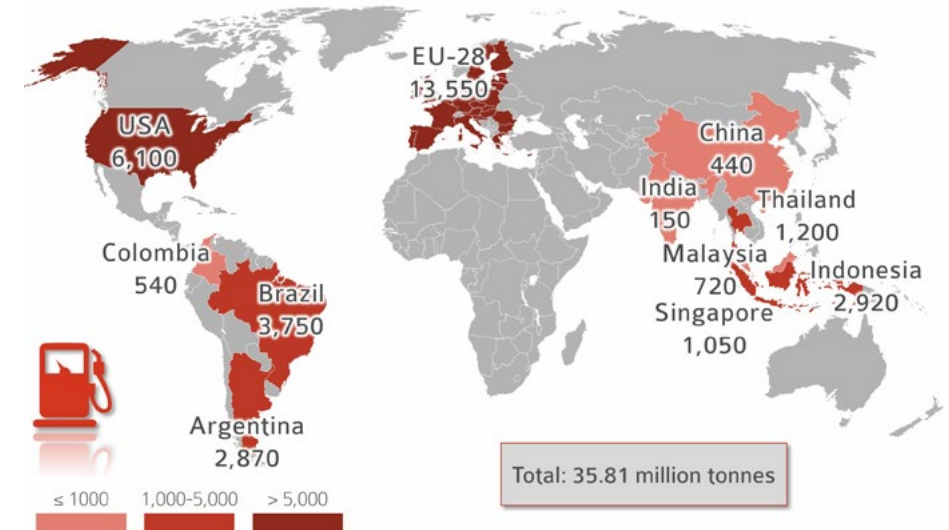 EU-28
13,550
USA
6,100
China
440
India
150
Thailand
1,200
Malaysia
720
Indonesia
2,920
Singapore
1,050
Colombia
540
Brazil
3,750
Argentina
2,870
Total: 35.81 million tonnes
≤ 1000 1,000-5,000 > 5,000